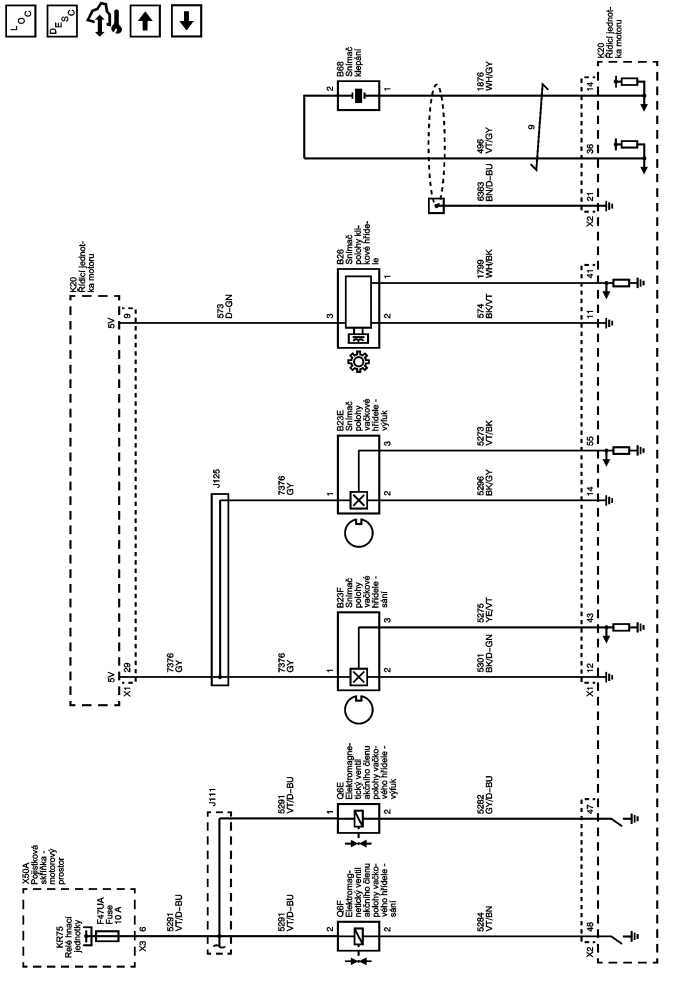 LOC
DESC
K20
Řídicí jednot-
ka motoru
B68
Snímač
klepání
2
1
1876
WH/GY
14
9
496
VT/GY
36
6363
BN/D-BU
21
X2
K20
Řídicí jednot-
ka motoru
5V
9
573
D-GN
B26
Snímač
polohy kli-
kové hříde-
le
3
1
2
1799
WH/BK
41
574
BK/VT
11
B23E
Snímač
polohy
vačkové
hřídele -
výfuk
J125
7376
GY
1
3
2
5273
VT/BK
55
5296
BK/GY
14
B23F
Snímač
polohy
vačkové
hřídele -
sání
5V
29
X1
7376
GY
7376
GY
1
3
2
5275
YE/VT
43
5301
BK/D-GN
12
X1
Q6E
Elektromagne-
tický ventil
akčního členu
polohy vačko-
vého hřídele -
výfuk
J111
5291
VT/D-BU
1
2
5282
GY/D-BU
47
X50A
Pojistková
skříňka -
motorový
prostor
KR75
Relé hnací
jednotky
F47UA
Fuse
10 A
6
X3
5291
VT/D-BU
5291
VT/D-BU
Q6F
Elektromag-
netický ventil
akčního členu
polohy vačko-
vého hřídele -
sání
2
2
5284
VT/BN
48
X2